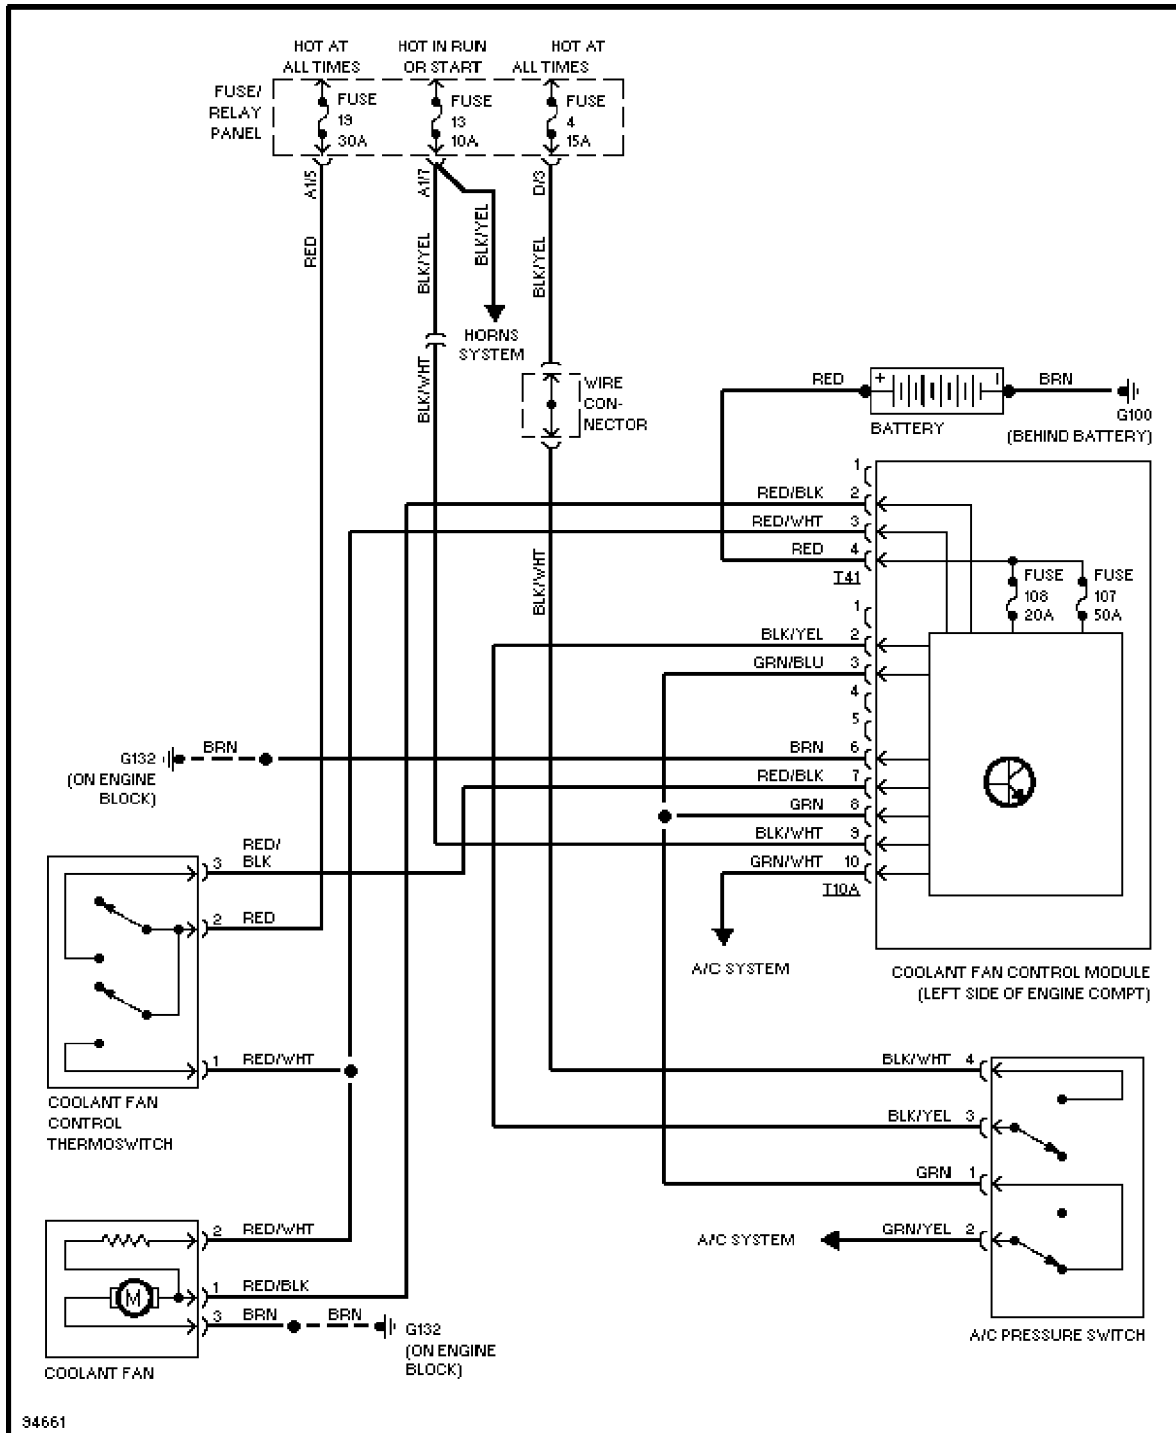 HOT AT
ALL TIMES
HOT IN RUN
OR START
HOT AT
ALL TIMES
FUSE/
RELAY
PANEL
FUSE
19
30A
FUSE
13
10A
FUSE
4
15A
A1/5
A1/7
D/3
RED
BLK/YEL
BLK/YEL
BLK/YEL
HORNS
SYSTEM
BLK/WHT
WIRE
CON-
NECTOR
RED
+
BRN
BATTERY
G100
(BEHIND BATTERY)
1
RED/BLK 2
RED/WHT 3
RED 4
T41
BLK/WHT
FUSE
108
20A
FUSE
107
50A
1
BLK/YEL 2
GRN/BLU 3
4
5
BRN 6
RED/BLK 7
GRN 8
BLK/WHT 9
GRN/WHT 10
T10A
G132
(ON ENGINE
BLOCK)
BRN
A/C SYSTEM
COOLANT FAN CONTROL MODULE
(LEFT SIDE OF ENGINE COMPT)
3 RED/
BLK
2 RED
1 RED/WHT
COOLANT FAN
CONTROL
THERMOSWITCH
BLK/WHT 4
BLK/YEL 3
GRN 1
GRN/YEL 2
A/C SYSTEM
A/C PRESSURE SWITCH
2 RED/WHT
M
1 RED/BLK
3 BRN
BRN
G132
(ON ENGINE
BLOCK)
COOLANT FAN
94661